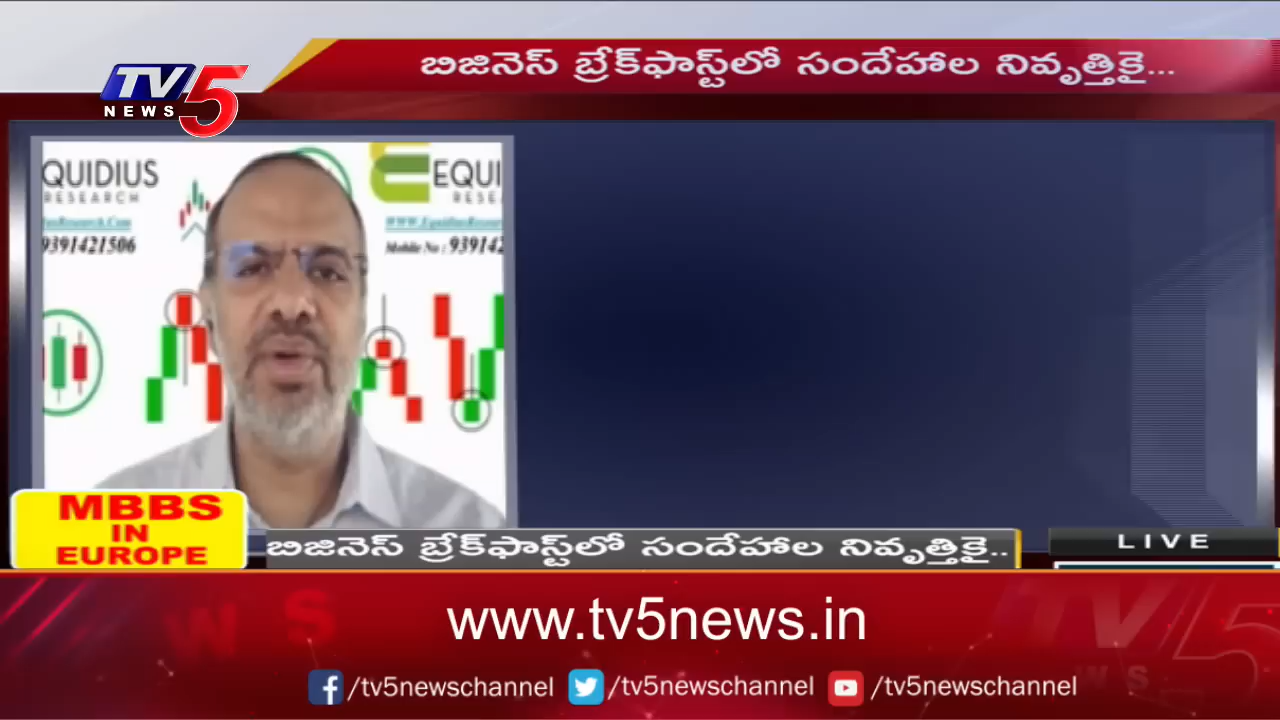 TV5
NEWS
బిజినెస్ బ్రేక్‌ఫాస్ట్‌లో సందేహాల నివృత్తికై...
QUIDIUS
RESEARCH
9391421506
EQUI
RESE
Mobile No : 939142
MBBS
IN
EUROPE
బిజినెస్ బ్రేక్‌ఫాస్ట్‌లో సందేహాల నివృత్తికై..
LIVE
www.tv5news.in
/tv5newschannel /tv5newschannel /tv5newschannel